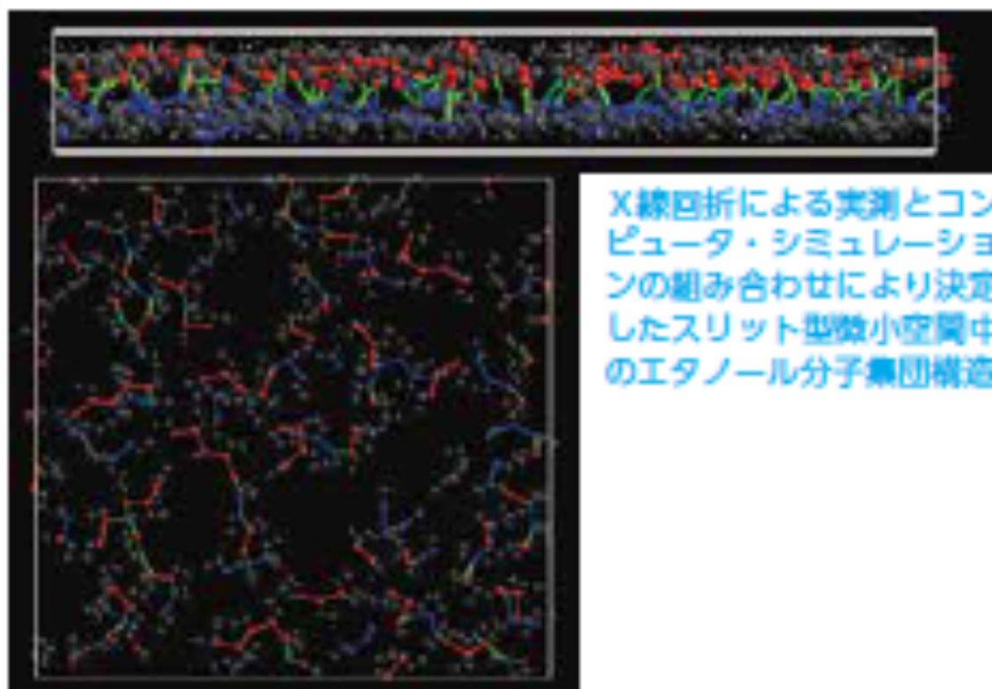 X線回折による実測とコン
ピュータ・シミュレーショ
ンの組み合わせにより決定
したスリット型微小空間中
のエタノール分子集団構造